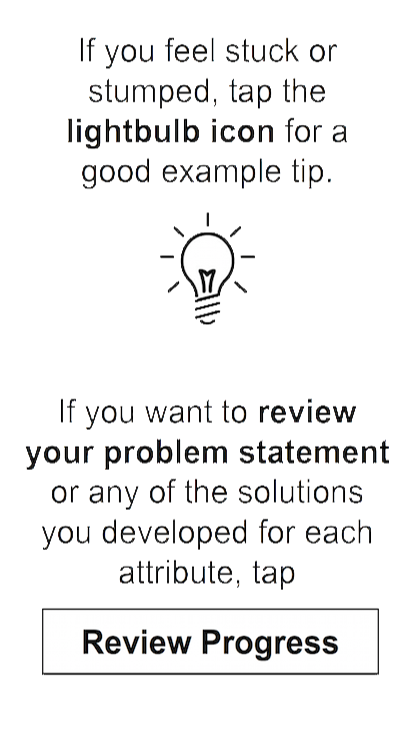 If you feel stuck or
stumped, tap the
lightbulb icon for a
good example tip.
If you want to review
your problem statement
or any of the solutions
you developed for each
attribute, tap
Review Progress